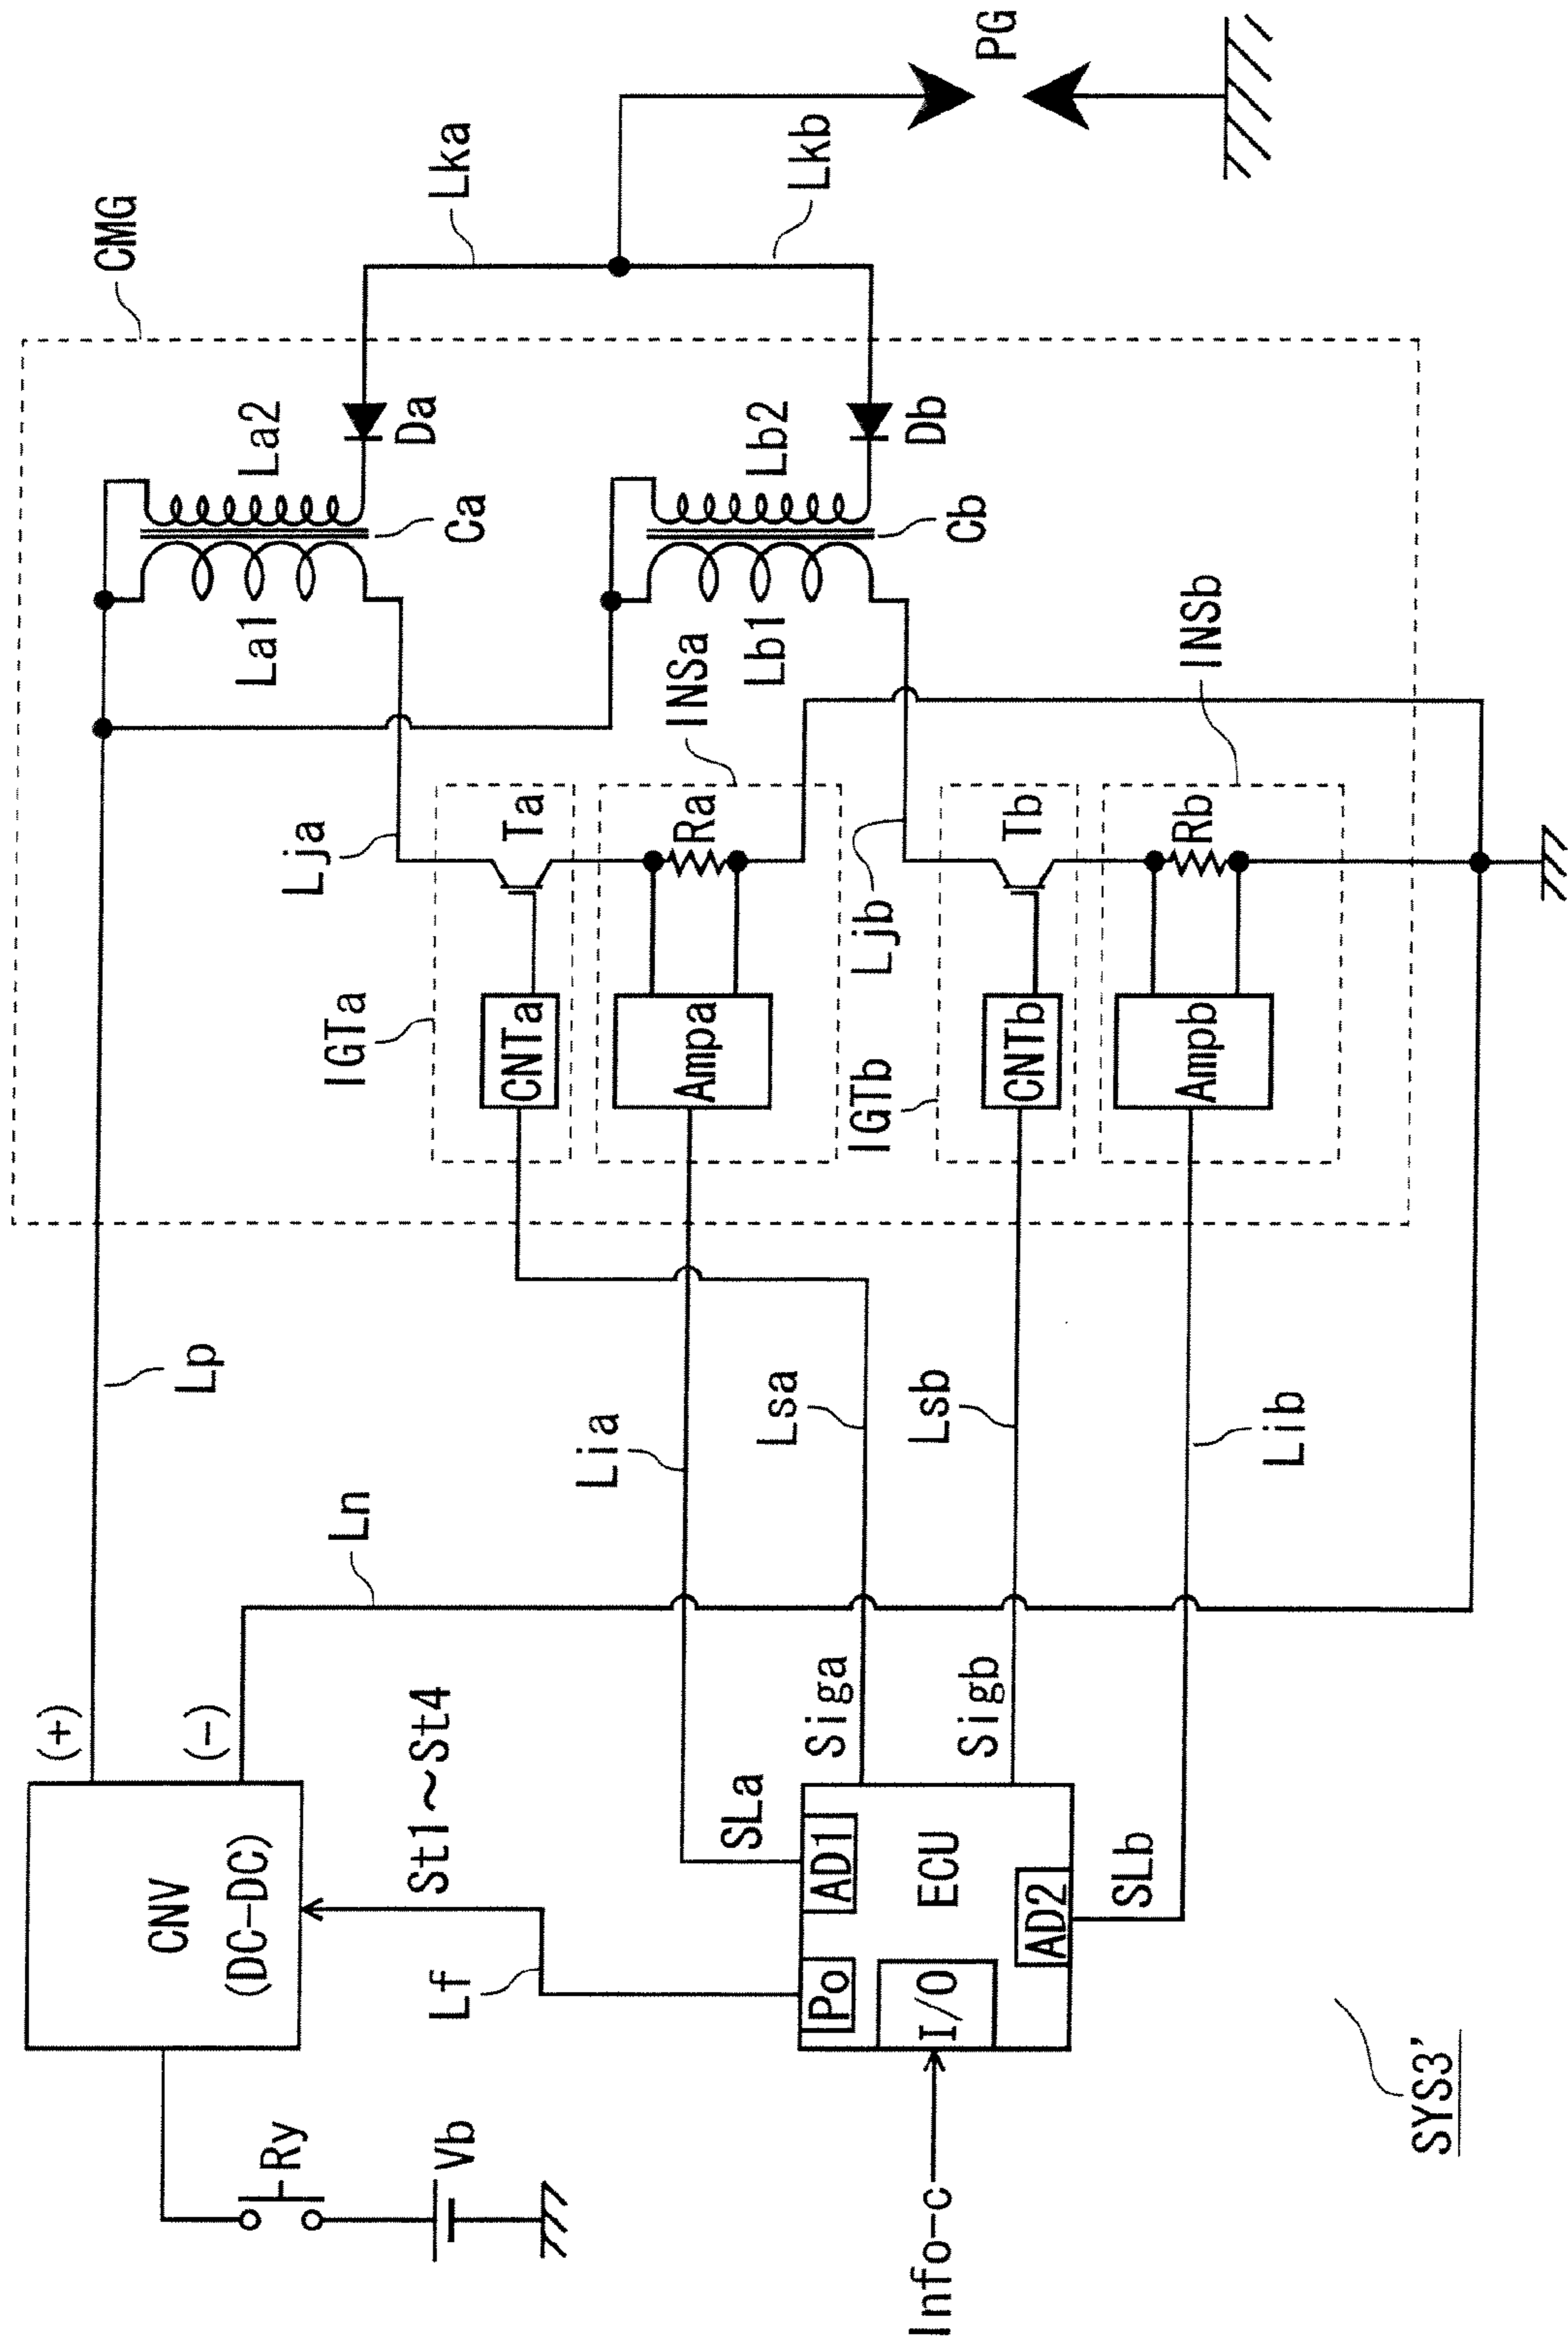 CMG
La2
La1
Da
Ca
Lka
PG
Lkb
Lb2
Lb1
Db
Cb
INSa
INSb
Lja
Ta
Ra
Ljb
Tb
Rb
IGTa
CNTa
Ampa
IGTb
CNTb
Ampb
Lp
Ln
Lia
Lsa
Lsb
Lib
(+)
(-)
CNV
(DC-DC)
St1~St4
Lf
SLa
Siga
Sigb
SLb
Po
AD1
ECU
I/O
AD2
Ry
Vb
Info-c
SYS3'